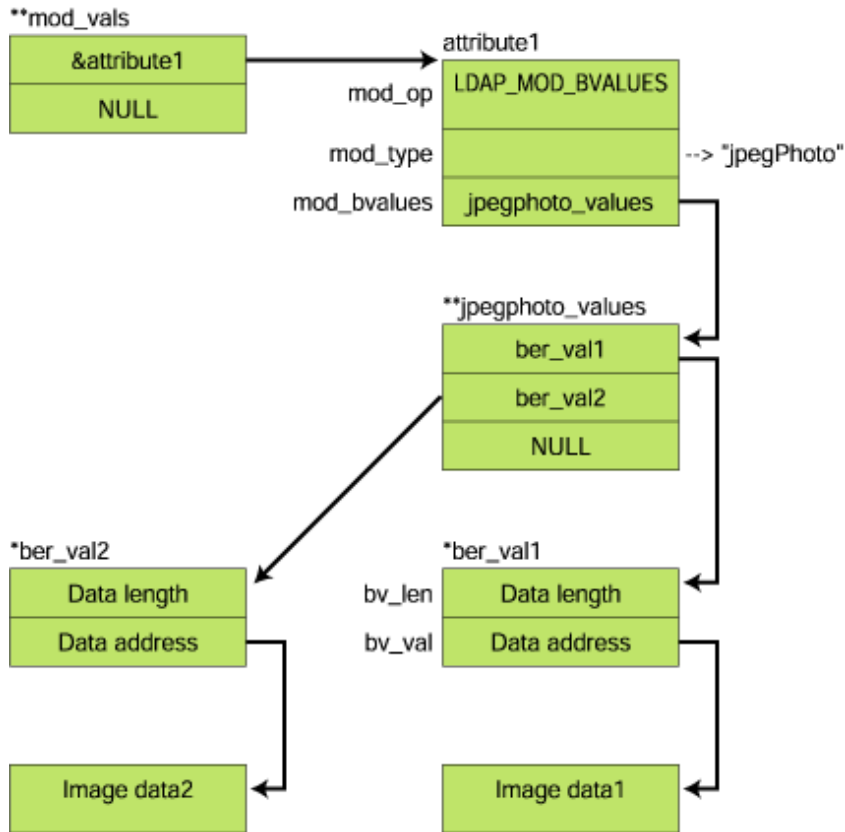 **mod_vals
&attribute1
NULL
attribute1
mod_op
LDAP_MOD_BVALUES
mod_type
--> "jpegPhoto"
mod_bvalues
jpegphoto_values
**jpegphoto_values
ber_val1
ber_val2
NULL
*ber_val2
Data length
Data address
*ber_val1
bv_len
Data length
bv_val
Data address
Image data2
Image data1